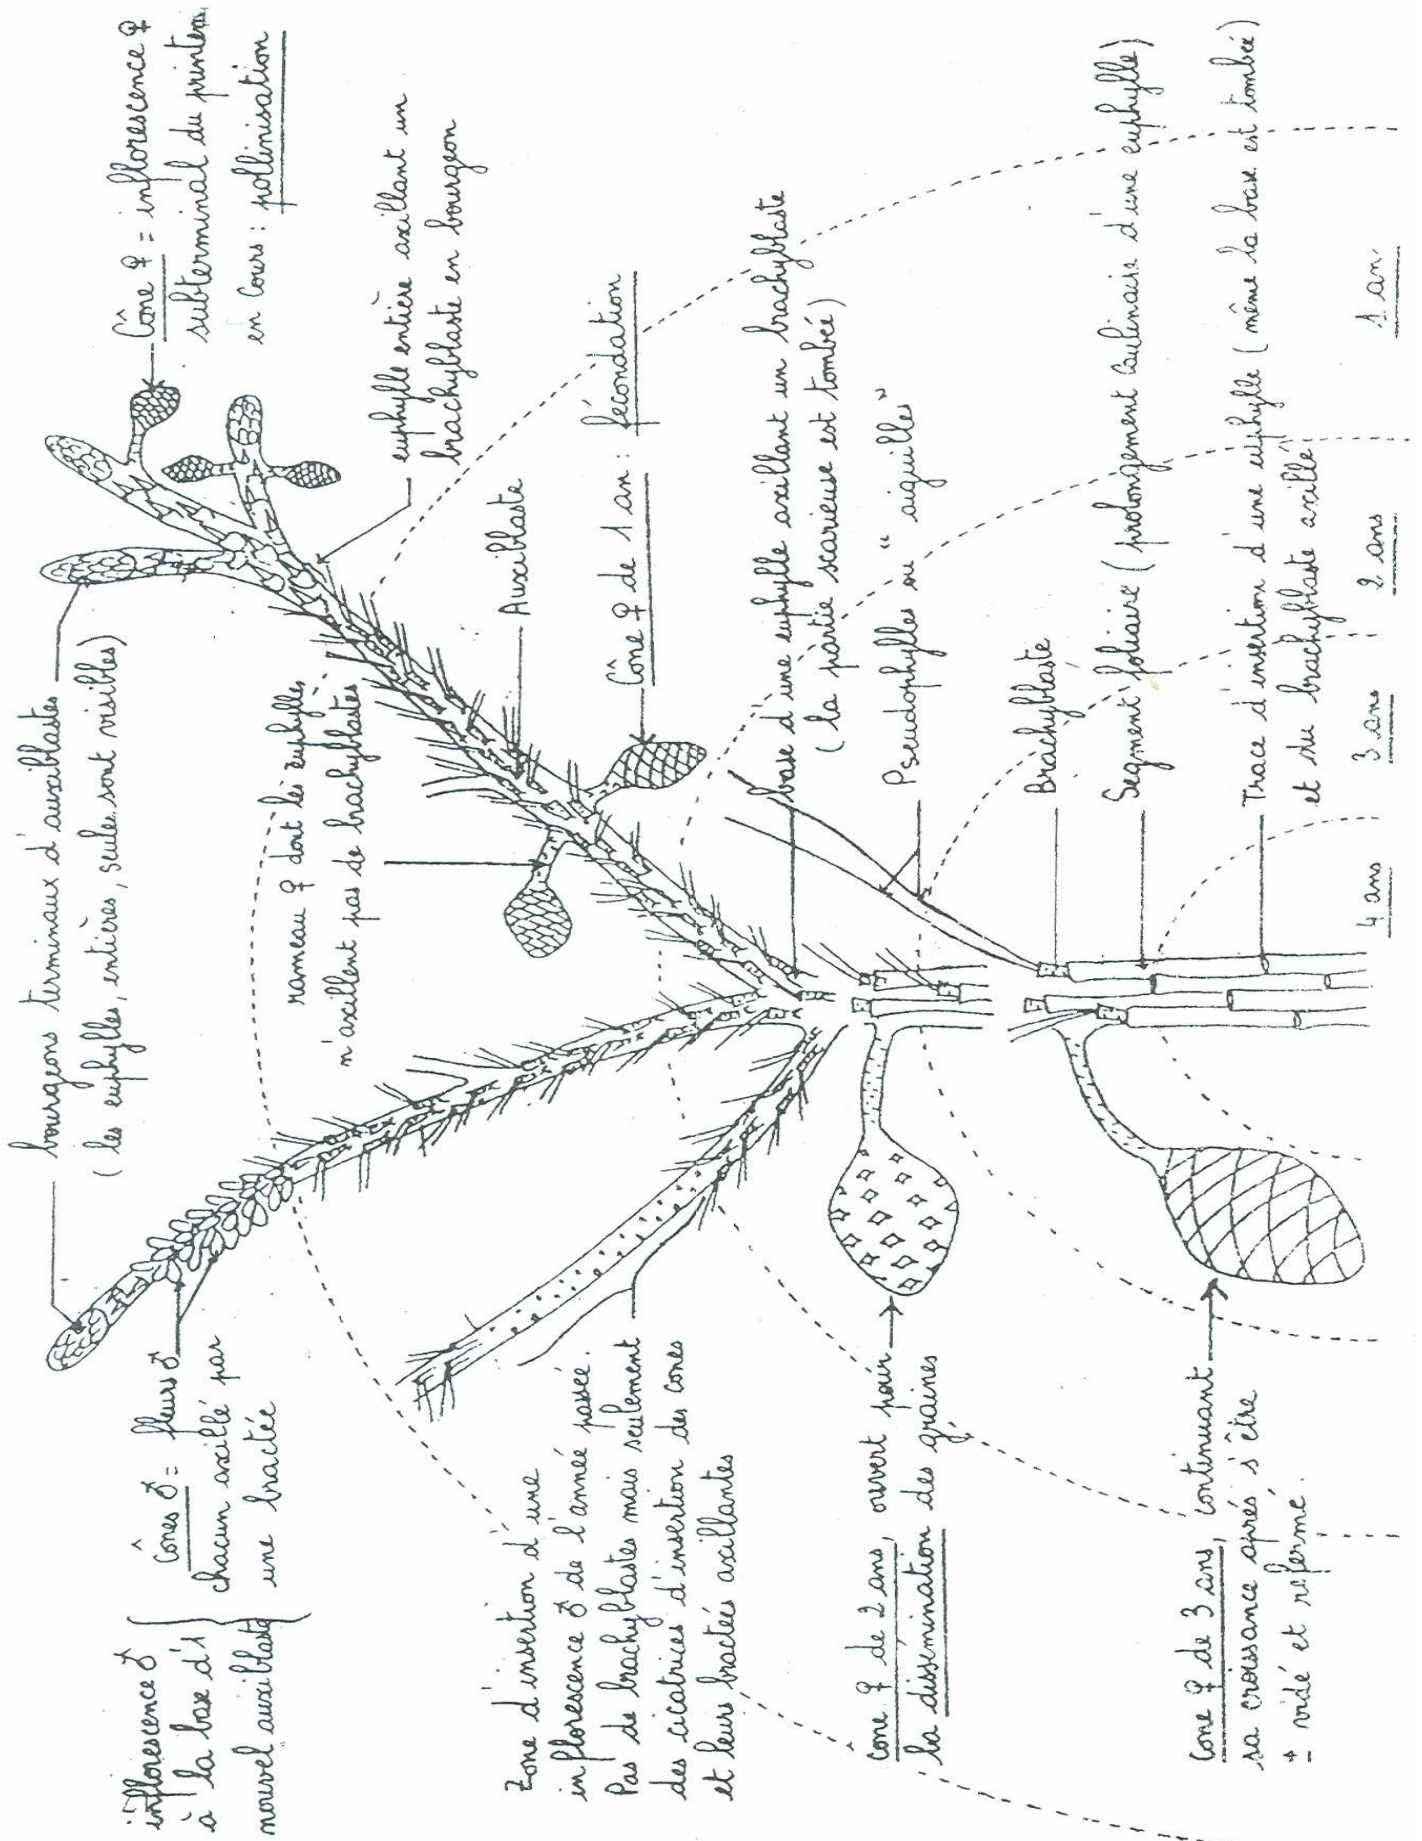 bourgeons terminaux d'auxiblastes
(les euphylles, entières, seules sont visibles)
Cône ♀ = inflorescence ♀
subterminal du printem
en cours : pollinisation
inflorescence ♂
à la base d'1
nouvel auxiblaste
Cônes ♂ = fleurs ♂
chacun axillé par
une bractée
euphylle entière axillant un
brachyblaste en bourgeon
rameau ♀ dont les euphylles
n'axillent pas de brachyblastes
Auxiblaste
Cône ♀ de 1 an : fécondation
Zone d'insertion d'une
inflorescence ♂ de l'année passée.
Pas de brachyblastes mais seulement
des cicatrices d'insertion des cones
et leurs bractées axillantes
base d'une euphylle axillant un brachyblaste
(la partie scarieuse est tombée)
Pseudophylles ou "aiguilles"
cone ♀ de 2 ans, ouvert pour
la dissémination des graines
Brachyblaste
Segment foliaire (prolongement caulinaire d'une euphylle)
Trace d'insertion d'une euphylle (même la base est tombée)
et du brachyblaste axillé
Cone ♀ de 3 ans, continuant
sa croissance après s'être
± vidé et refermé.
4 ans
3 ans
2 ans
1 an